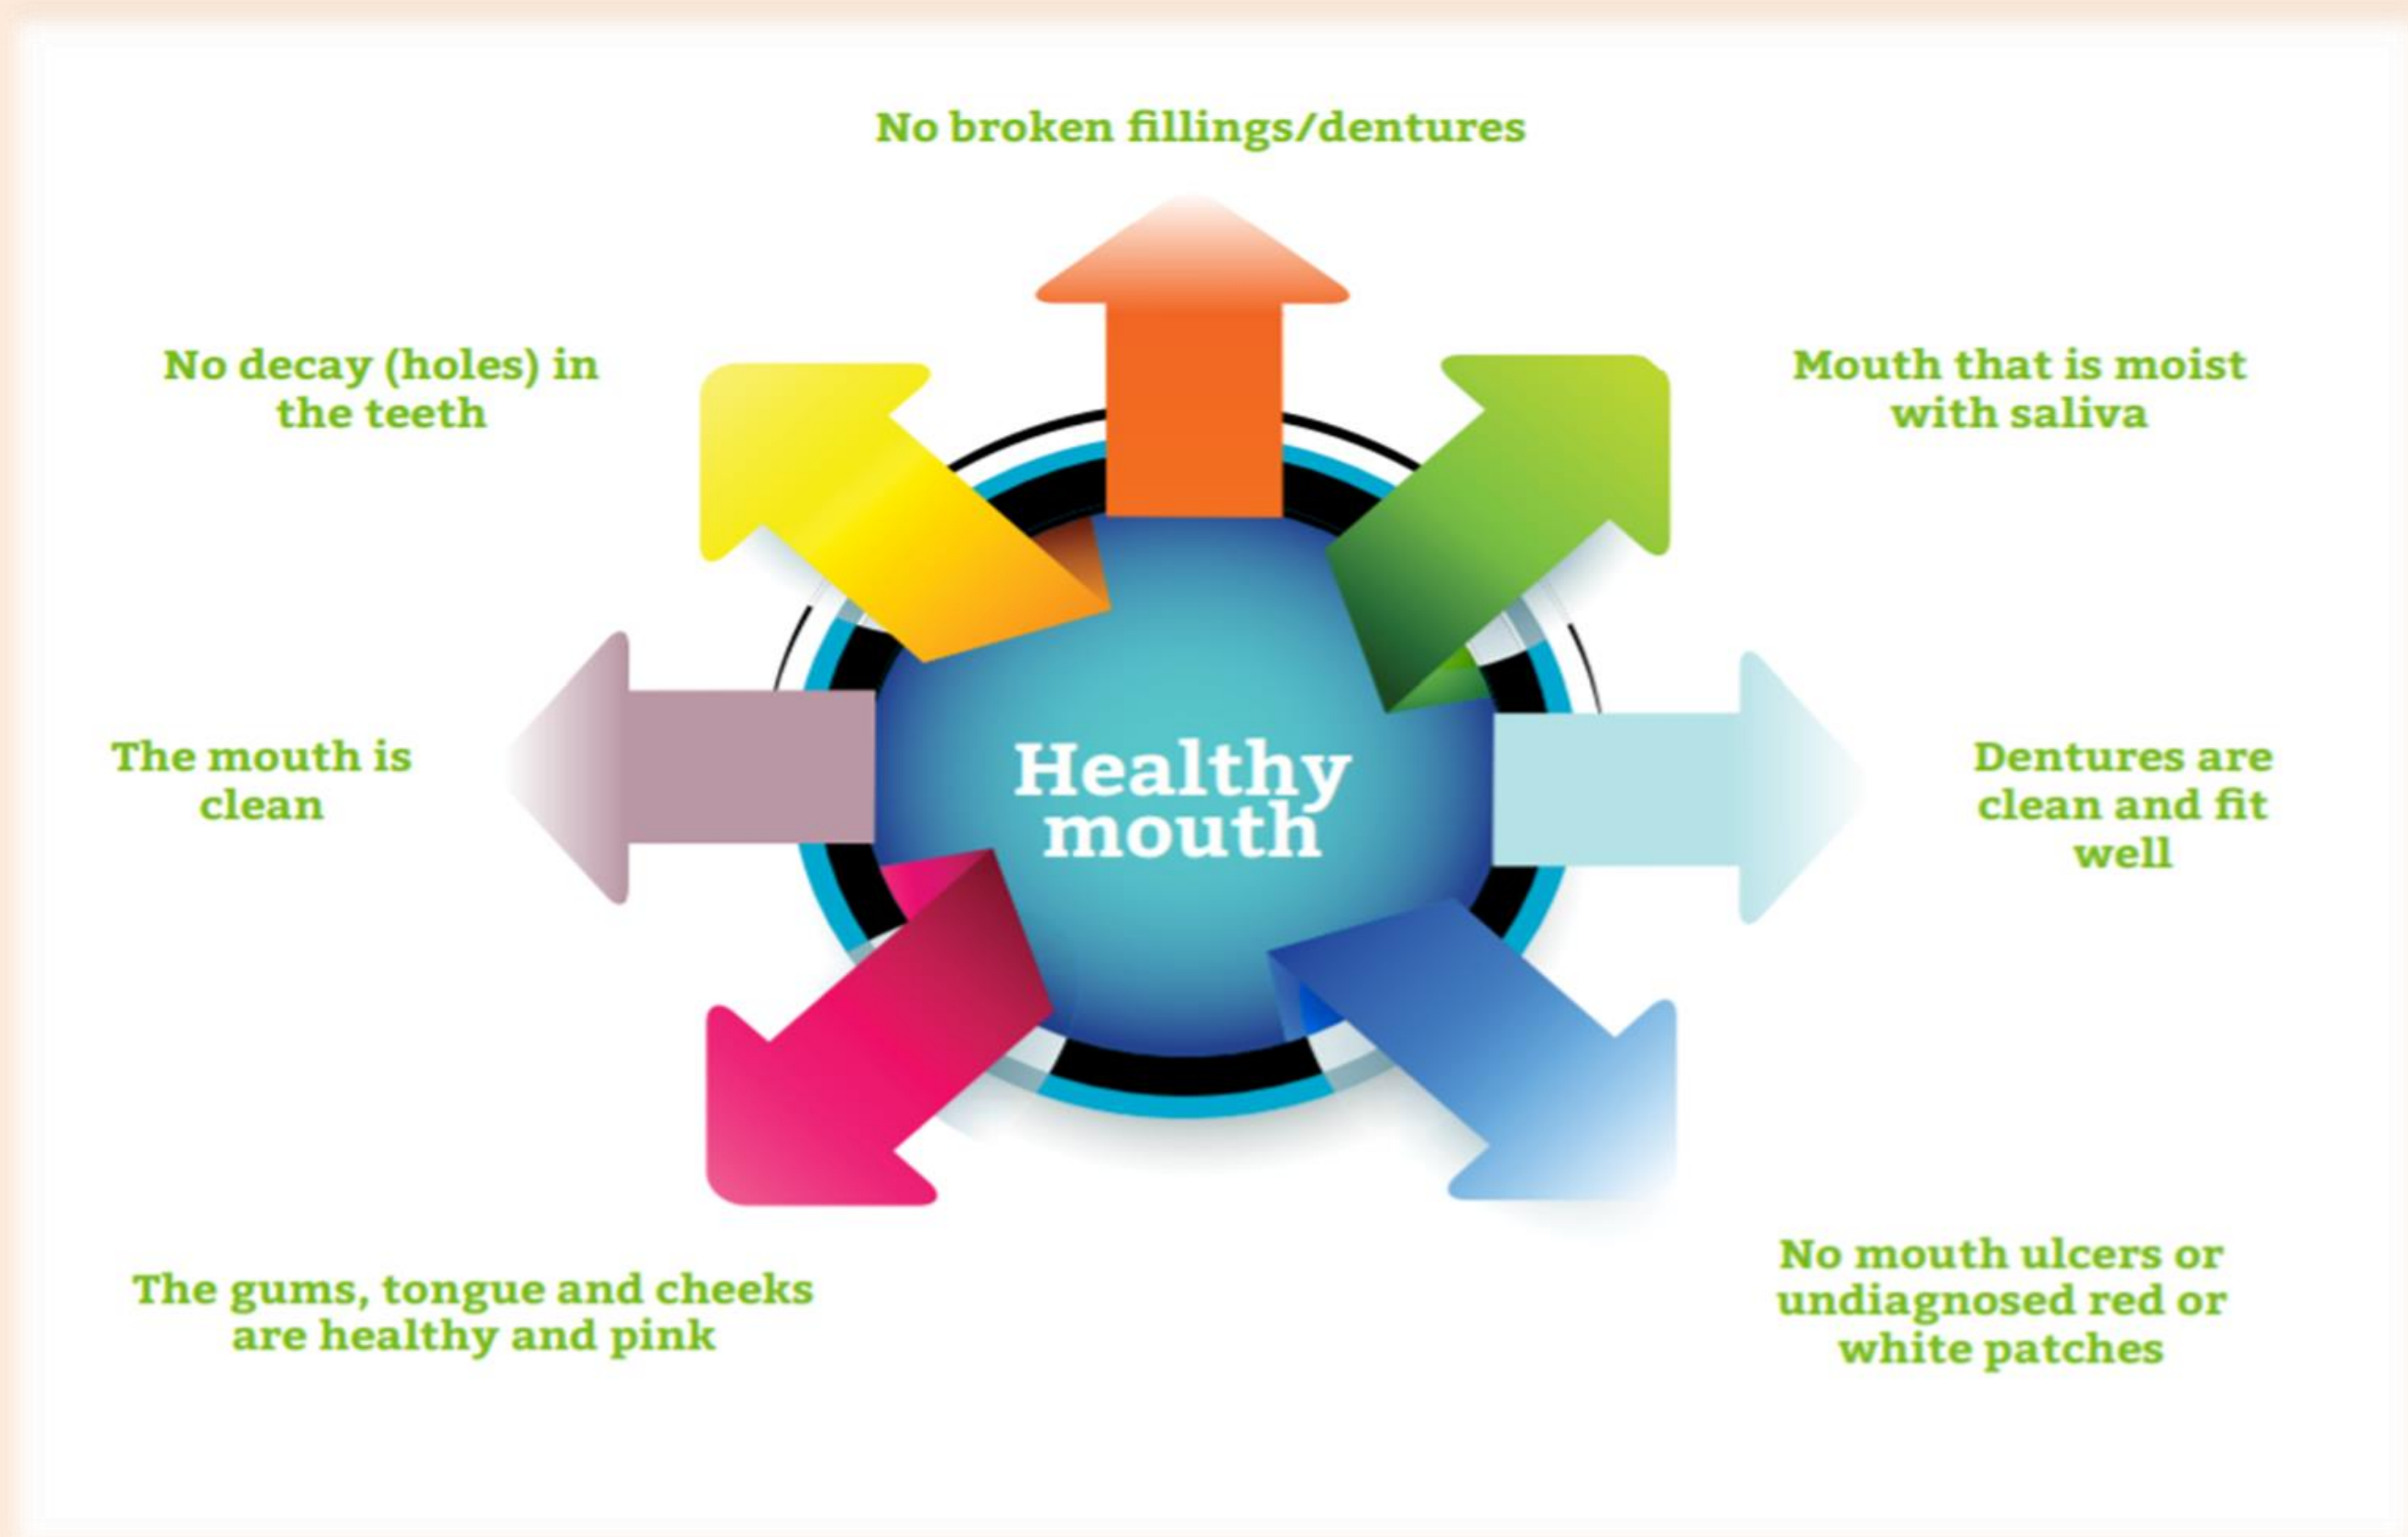 No broken fillings/dentures
No decay (holes) in
the teeth
Mouth that is moist
with saliva
The mouth is
clean
Healthy
mouth
Dentures are
clean and fit
well
The gums, tongue and cheeks
are healthy and pink
No mouth ulcers or
undiagnosed red or
white patches